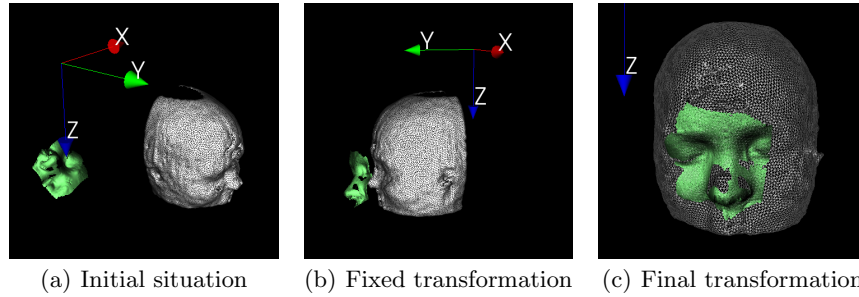 X
Y
Z
Y
X
Z
Z
(a) Initial situation
(b) Fixed transformation
(c) Final transformation